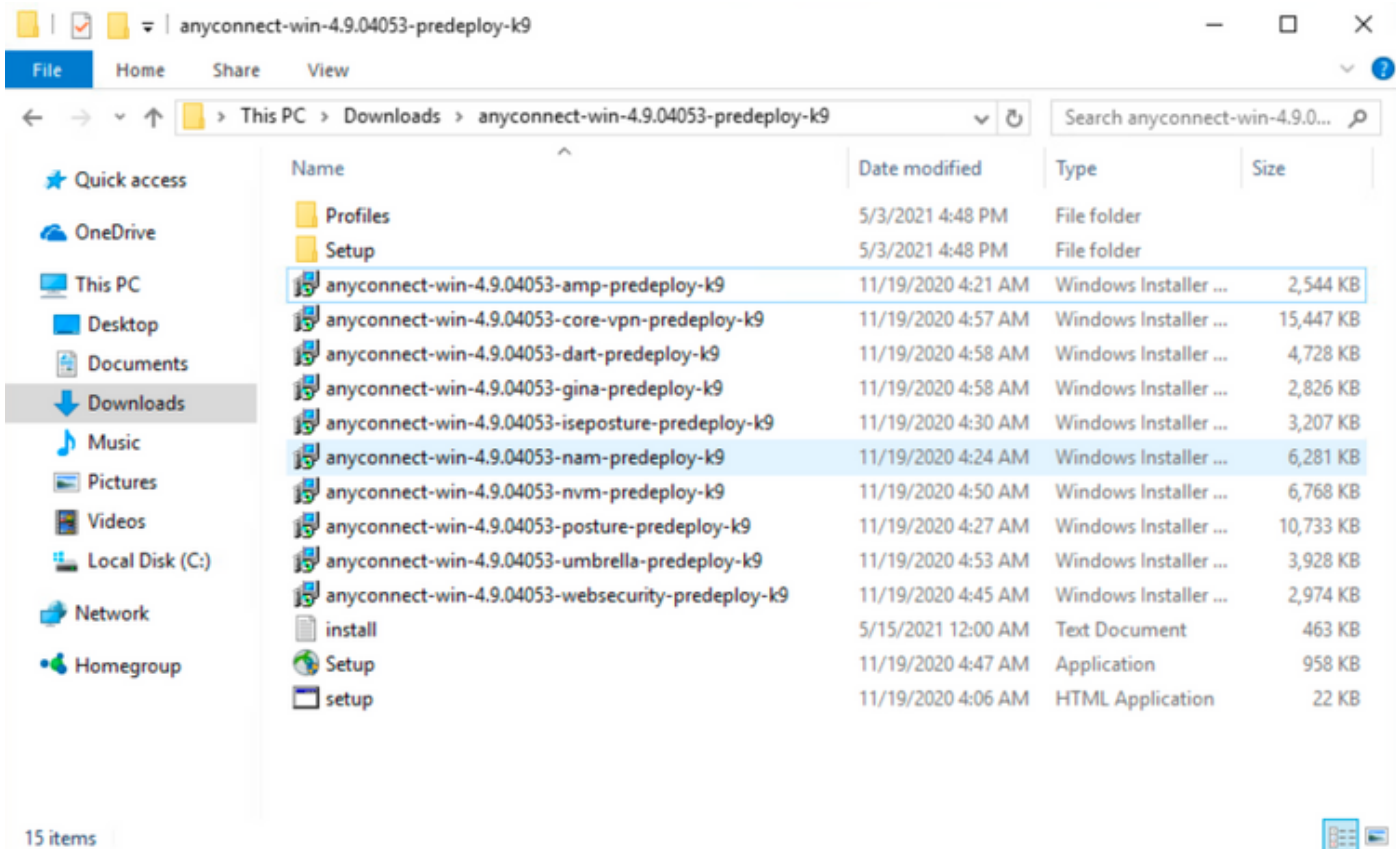 anyconnect-win-4.9.04053-predeploy-k9
File Home Share View
This PC > Downloads > anyconnect-win-4.9.04053-predeploy-k9 Search anyconnect-win-4.9.0...
Name Date modified Type Size
Quick access
OneDrive
This PC
Desktop
Documents
Downloads
Music
Pictures
Videos
Local Disk (C:)
Network
Homegroup
Profiles 5/3/2021 4:48 PM File folder
Setup 5/3/2021 4:48 PM File folder
anyconnect-win-4.9.04053-amp-predeploy-k9 11/19/2020 4:21 AM Windows Installer ... 2,544 KB
anyconnect-win-4.9.04053-core-vpn-predeploy-k9 11/19/2020 4:57 AM Windows Installer ... 15,447 KB
anyconnect-win-4.9.04053-dart-predeploy-k9 11/19/2020 4:58 AM Windows Installer ... 4,728 KB
anyconnect-win-4.9.04053-gina-predeploy-k9 11/19/2020 4:58 AM Windows Installer ... 2,826 KB
anyconnect-win-4.9.04053-iseposture-predeploy-k9 11/19/2020 4:30 AM Windows Installer ... 3,207 KB
anyconnect-win-4.9.04053-nam-predeploy-k9 11/19/2020 4:24 AM Windows Installer ... 6,281 KB
anyconnect-win-4.9.04053-nvm-predeploy-k9 11/19/2020 4:50 AM Windows Installer ... 6,768 KB
anyconnect-win-4.9.04053-posture-predeploy-k9 11/19/2020 4:27 AM Windows Installer ... 10,733 KB
anyconnect-win-4.9.04053-umbrella-predeploy-k9 11/19/2020 4:53 AM Windows Installer ... 3,928 KB
anyconnect-win-4.9.04053-websecurity-predeploy-k9 11/19/2020 4:45 AM Windows Installer ... 2,974 KB
install 5/15/2021 12:00 AM Text Document 463 KB
Setup 11/19/2020 4:47 AM Application 958 KB
setup 11/19/2020 4:06 AM HTML Application 22 KB
15 items